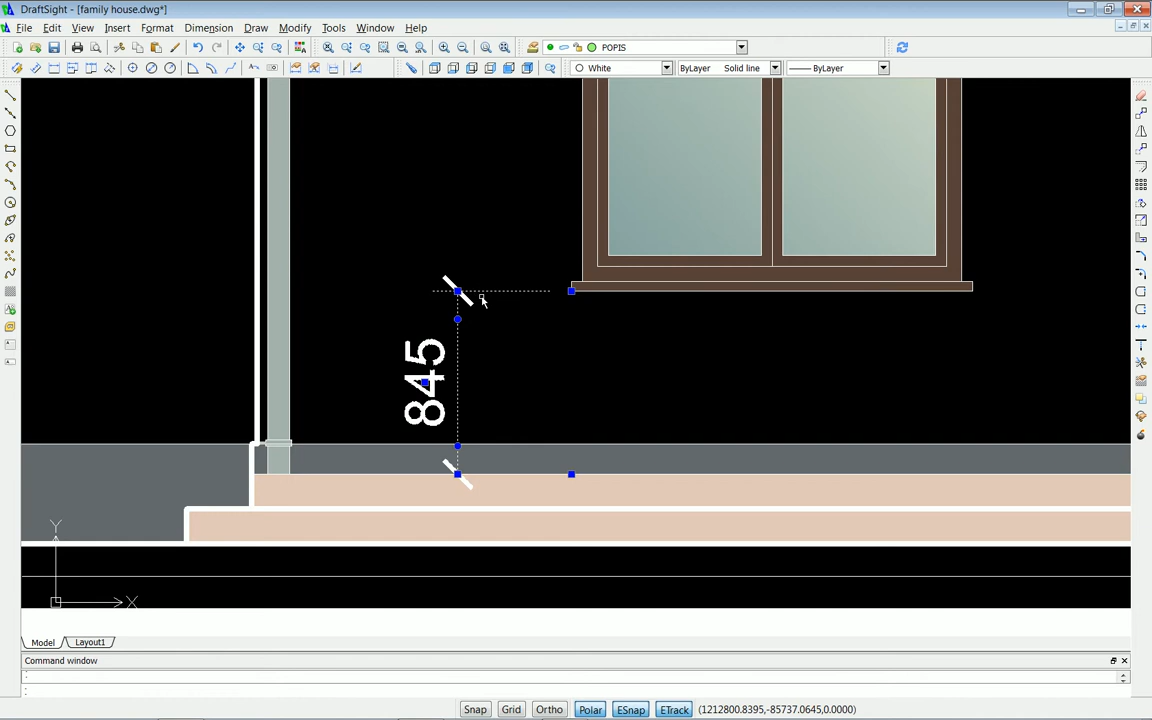 DraftSight - [family house.dwg*]
File Edit View Insert Format Dimension Draw Modify Tools Window Help
POPIS
White ByLayer Solid line ByLayer
845
Y
X
Model Layout1
Command window
:
:
Snap Grid Ortho Polar ESnap ETrack (1212800.8395,-85737.0645,0.0000)